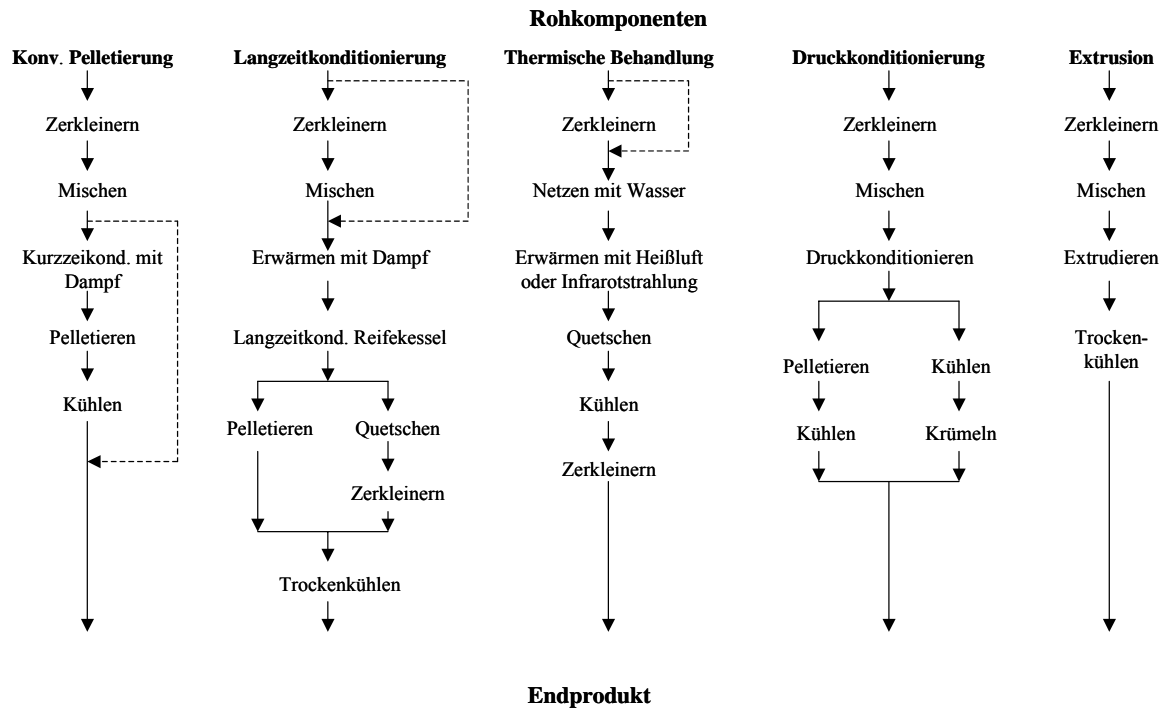 Rohkomponenten
Konv. Pelletierung
Zerkleinern
Mischen
Kurzzeikond. mit
Dampf
Pelletieren
Kühlen
Langzeitkonditionierung
Zerkleinern
Mischen
Erwärmen mit Dampf
Langzeitkond. Reifekessel
Pelletieren
Quetschen
Zerkleinern
Trockenkühlen
Thermische Behandlung
Zerkleinern
Netzen mit Wasser
Erwärmen mit Heißluft
oder Infrarotstrahlung
Quetschen
Kühlen
Zerkleinern
Druckkonditionierung
Zerkleinern
Mischen
Druckkonditionieren
Pelletieren
Kühlen
Kühlen
Krümeln
Extrusion
Zerkleinern
Mischen
Extrudieren
Trocken-
kühlen
Endprodukt